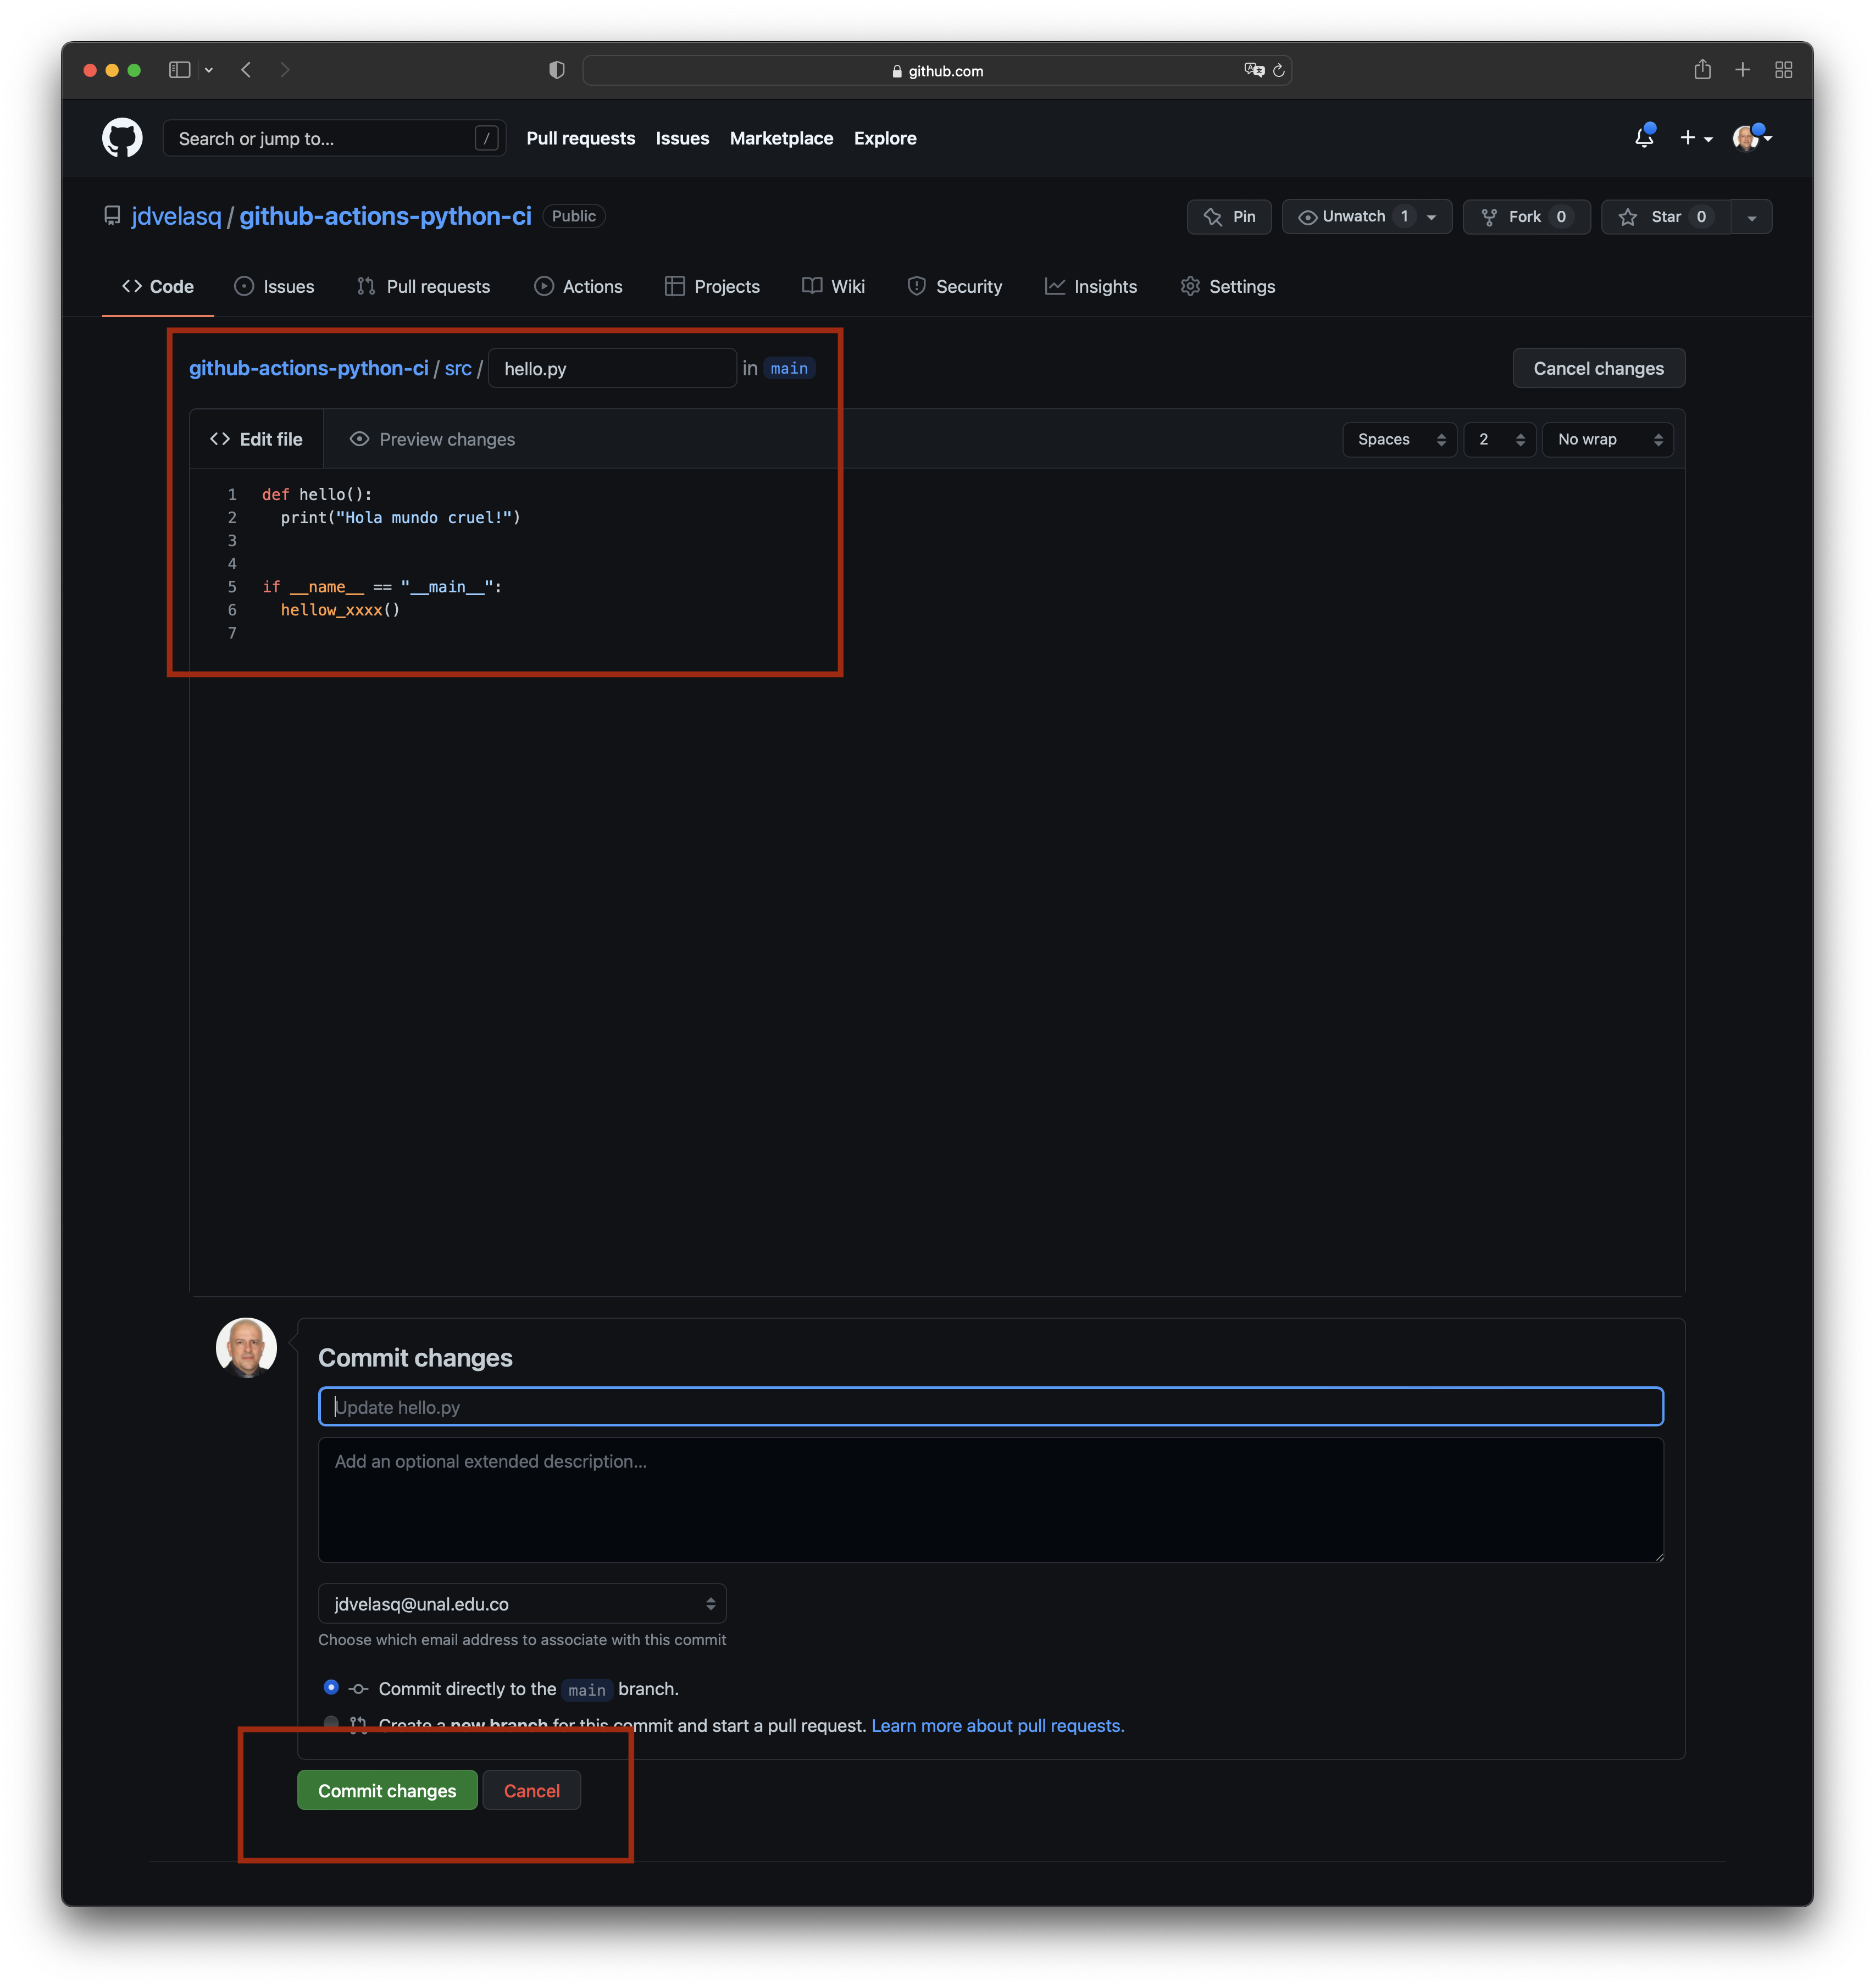 github.com
Search or jump to... / Pull requests Issues Marketplace Explore
jdvelasq / github-actions-python-ci Public Pin Unwatch 1 Fork 0 Star 0
Code Issues Pull requests Actions Projects Wiki Security Insights Settings
github-actions-python-ci / src / hello.py in main Cancel changes
Edit file Preview changes Spaces 2 No wrap
1 def hello():
2   print("Hola mundo cruel!")
3
4
5 if __name__ == "__main__":
6   hellow_xxxx()
7
Commit changes
Update hello.py
Add an optional extended description...
jdvelasq@unal.edu.co
Choose which email address to associate with this commit
Commit directly to the main branch.
Create a new branch for this commit and start a pull request. Learn more about pull requests.
Commit changes Cancel